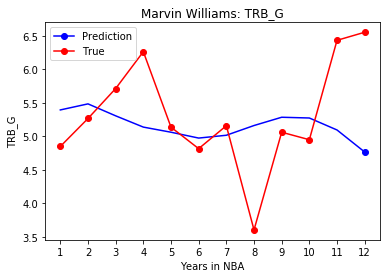 Marvin Williams: TRB_G
Prediction
True
6.5
6.0
5.5
5.0
4.5
4.0
3.5
TRB_G
1 2 3 4 5 6 7 8 9 10 11 12
Years in NBA